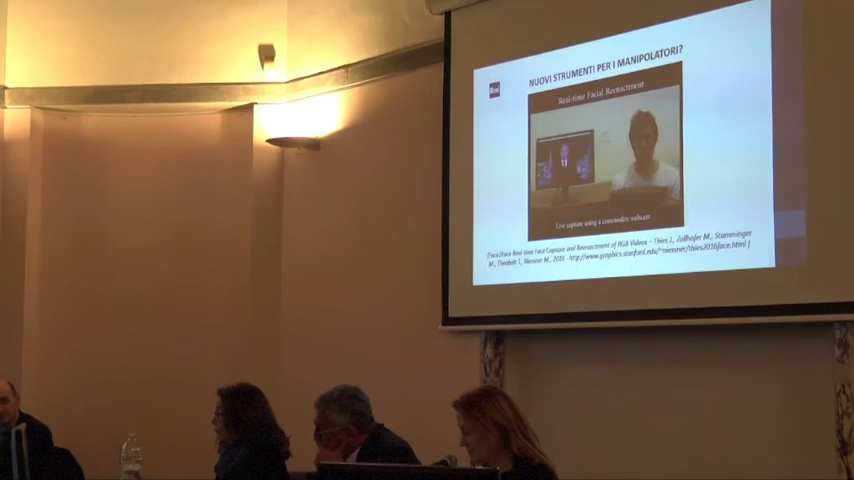 NUOVI STRUMENTI PER I MANIPOLATORI?
Rai
Real-time Facial Reenactment
Live capture using a commodity webcam
(Face2Face Real-time Face Capture and Reenactment of RGB Videos – Thies J., Zollhofer M., Stamminger
M., Theobalt T., Niessner M., 2016 - http://www.graphics.stanford.edu/~niessner/thies2016face.html )